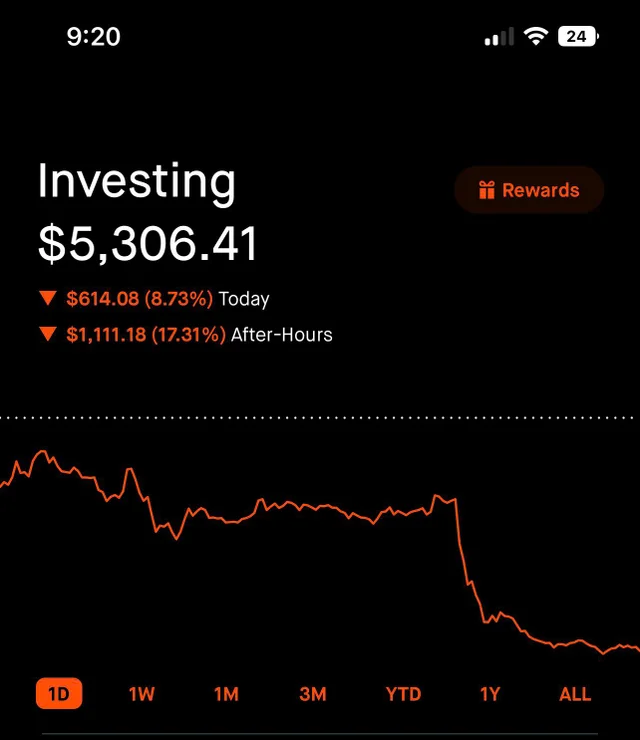 9:20
24
Investing
Rewards
$5,306.41
$614.08 (8.73%) Today
$1,111.18 (17.31%) After-Hours
1D 1W 1M 3M YTD 1Y ALL